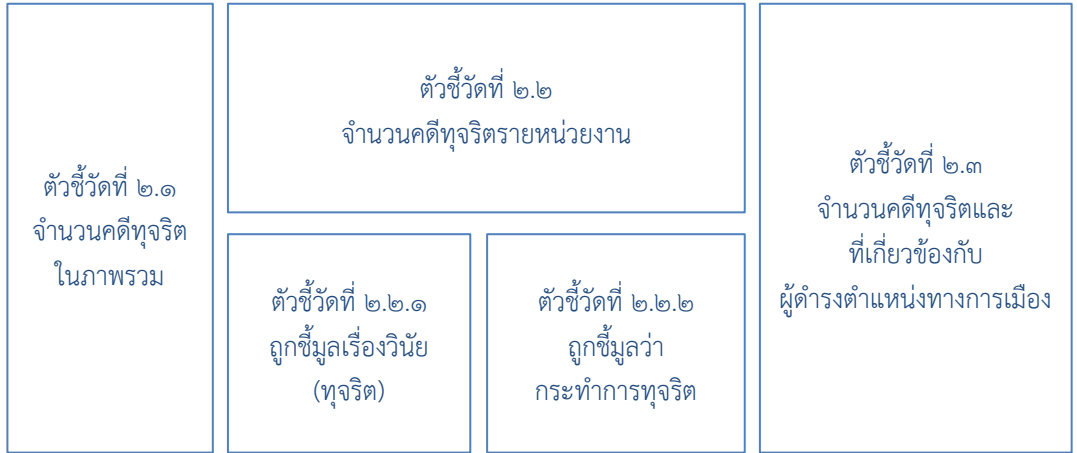 ตัวชี้วัดที่ ๒.๑
จำนวนคดีทุจริต
ในภาพรวม
ตัวชี้วัดที่ ๒.๒
จำนวนคดีทุจริตรายหน่วยงาน
ตัวชี้วัดที่ ๒.๒.๑
ถูกชี้มูลเรื่องวินัย
(ทุจริต)
ตัวชี้วัดที่ ๒.๒.๒
ถูกชี้มูลว่า
กระทำการทุจริต
ตัวชี้วัดที่ ๒.๓
จำนวนคดีทุจริตและ
ที่เกี่ยวข้องกับ
ผู้ดำรงตำแหน่งทางการเมือง